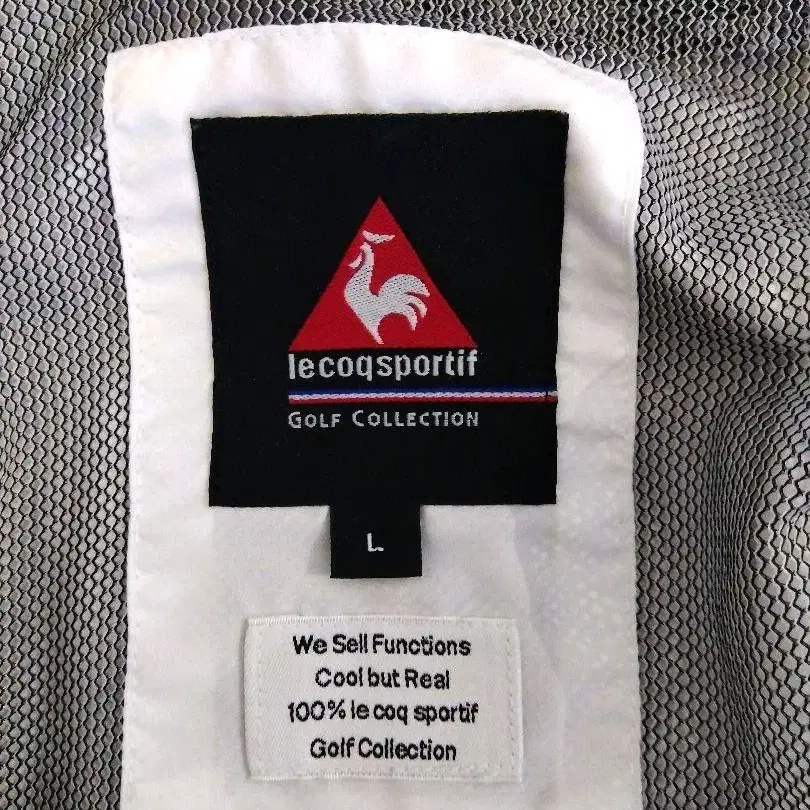 lecoqsportif
GOLF COLLECTION
L
We Sell Functions
Cool but Real
100% le coq sportif
Golf Collection